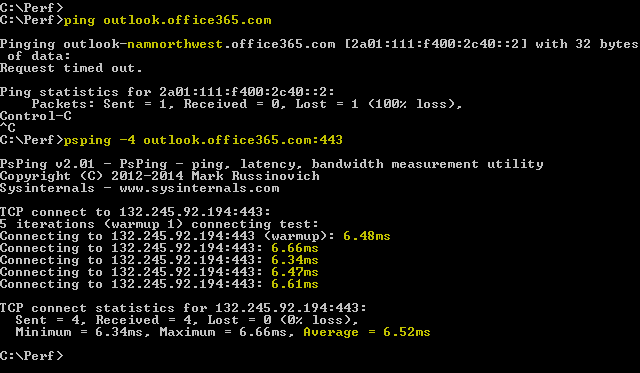 C:\Perf>
C:\Perf>ping outlook.office365.com
Pinging outlook-namnorthwest.office365.com [2a01:111:f400:2c40::2] with 32 bytes
 of data:
Request timed out.
Ping statistics for 2a01:111:f400:2c40::2:
    Packets: Sent = 1, Received = 0, Lost = 1 (100% loss),
Control-C
^C
C:\Perf>psping -4 outlook.office365.com:443
PsPing v2.01 - PsPing - ping, latency, bandwidth measurement utility
Copyright (C) 2012-2014 Mark Russinovich
Sysinternals - www.sysinternals.com
TCP connect to 132.245.92.194:443:
5 iterations (warmup 1) connecting test:
Connecting to 132.245.92.194:443 (warmup): 6.48ms
Connecting to 132.245.92.194:443: 6.66ms
Connecting to 132.245.92.194:443: 6.34ms
Connecting to 132.245.92.194:443: 6.47ms
Connecting to 132.245.92.194:443: 6.61ms
TCP connect statistics for 132.245.92.194:443:
  Sent = 4, Received = 4, Lost = 0 (0% loss),
  Minimum = 6.34ms, Maximum = 6.66ms, Average = 6.52ms
C:\Perf>